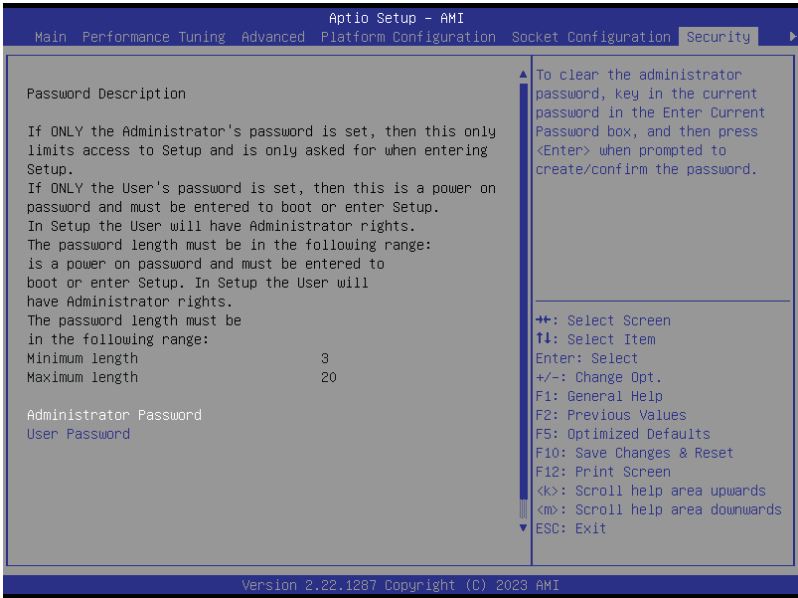 Aptio Setup – AMI
Main Performance Tuning Advanced Platform Configuration Socket Configuration Security
Password Description
If ONLY the Administrator's password is set, then this only
limits access to Setup and is only asked for when entering
Setup.
If ONLY the User's password is set, then this is a power on
password and must be entered to boot or enter Setup.
In Setup the User will have Administrator rights.
The password length must be in the following range:
is a power on password and must be entered to
boot or enter Setup. In Setup the User will
have Administrator rights.
The password length must be
in the following range:
Minimum length 3
Maximum length 20
Administrator Password
User Password
To clear the administrator
password, key in the current
password in the Enter Current
Password box, and then press
<Enter> when prompted to
create/confirm the password.
→←: Select Screen
↑↓: Select Item
Enter: Select
+/-: Change Opt.
F1: General Help
F2: Previous Values
F5: Optimized Defaults
F10: Save Changes & Reset
F12: Print Screen
<k>: Scroll help area upwards
<m>: Scroll help area downwards
ESC: Exit
Version 2.22.1287 Copyright (C) 2023 AMI